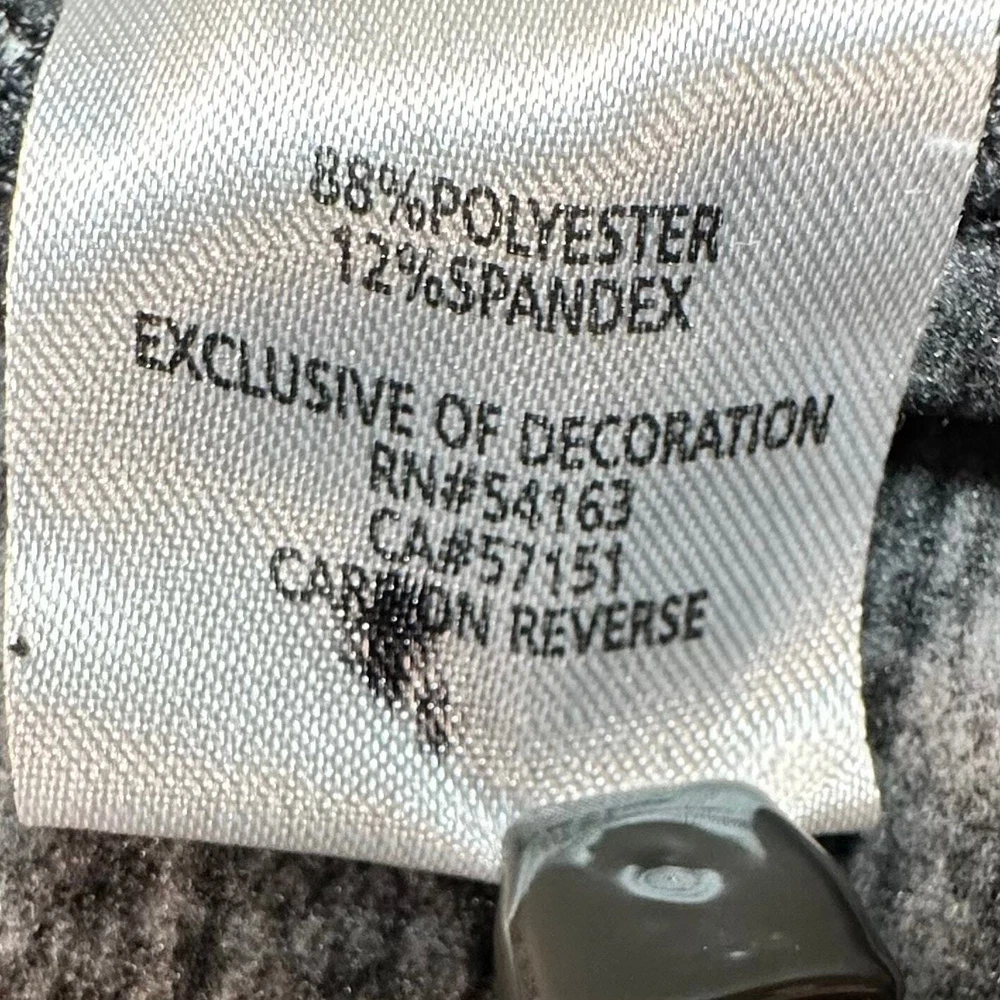 88%POLYESTER
12%SPANDEX
EXCLUSIVE OF DECORATION
RN#54163
CA#57151
REVERSE